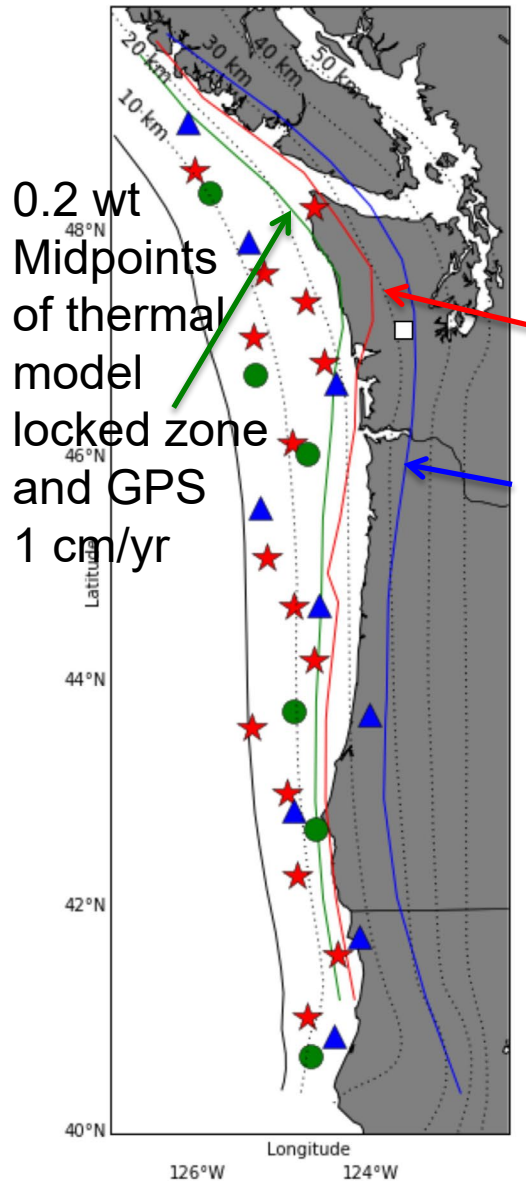 20 km
30 km
40 km
50 km
10 km
0.2 wt
Midpoints
of thermal
model
locked zone
and GPS
1 cm/yr
48°N
46°N
44°N
42°N
40°N
Latitude
Longitude
126°W
124°W